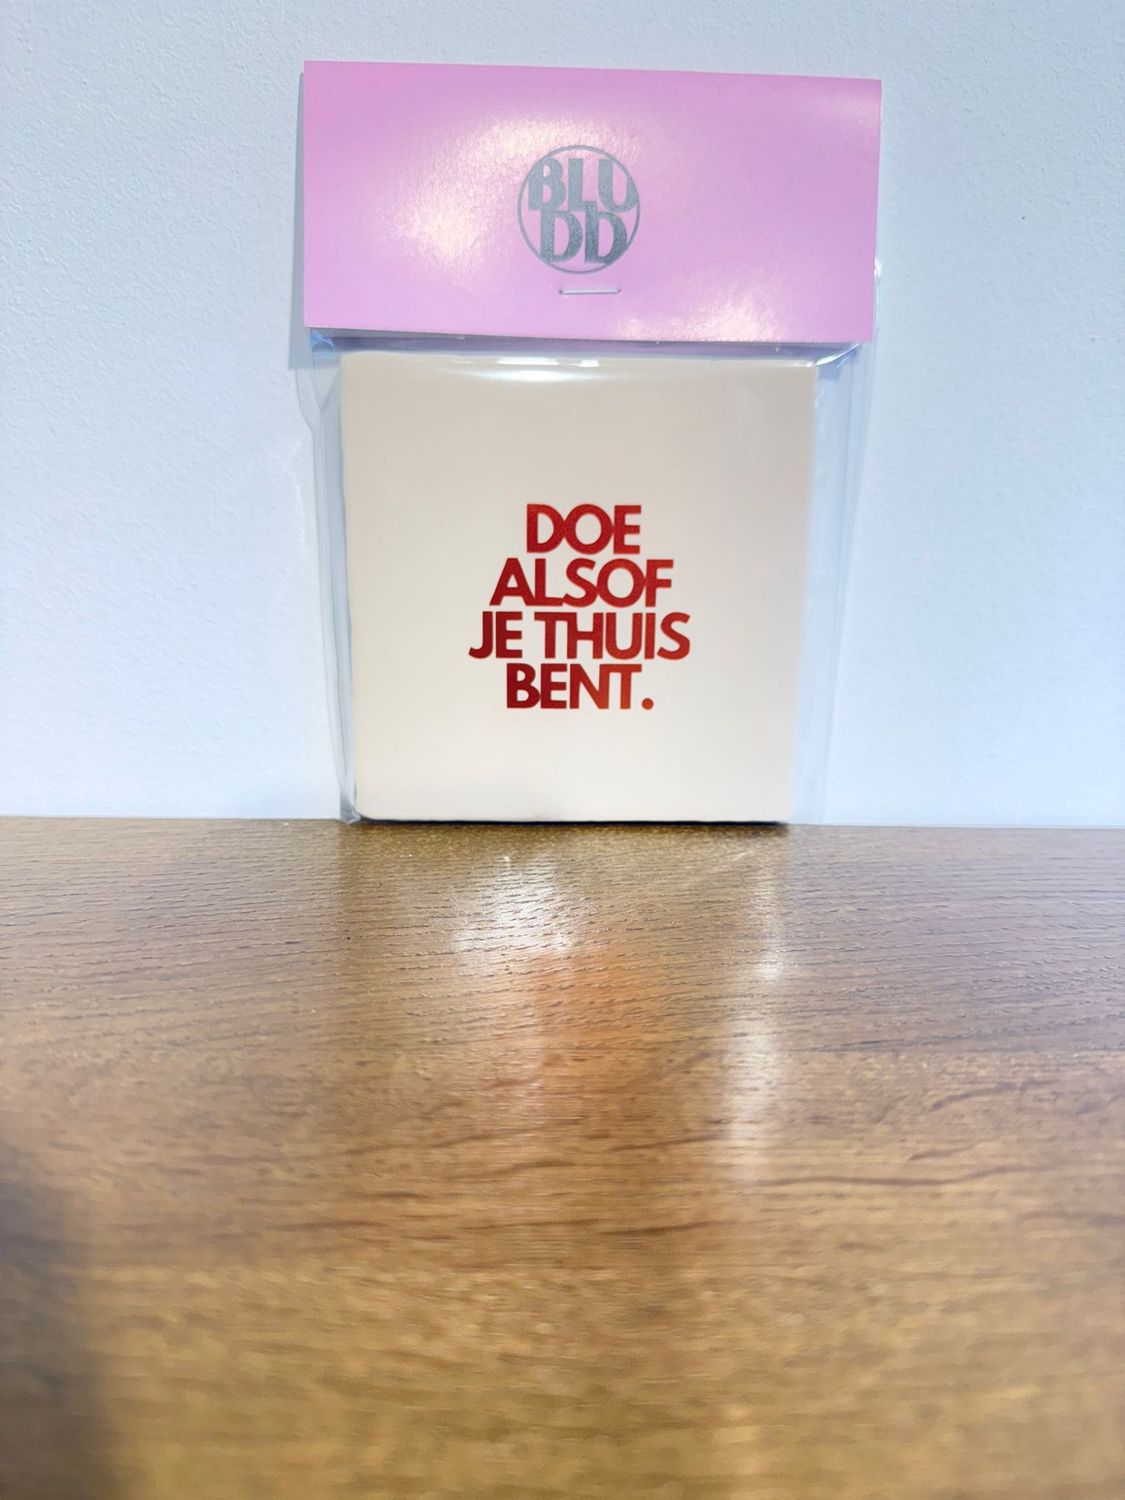 BLU
DD
DOE
ALSOF
JE THUIS
BENT.